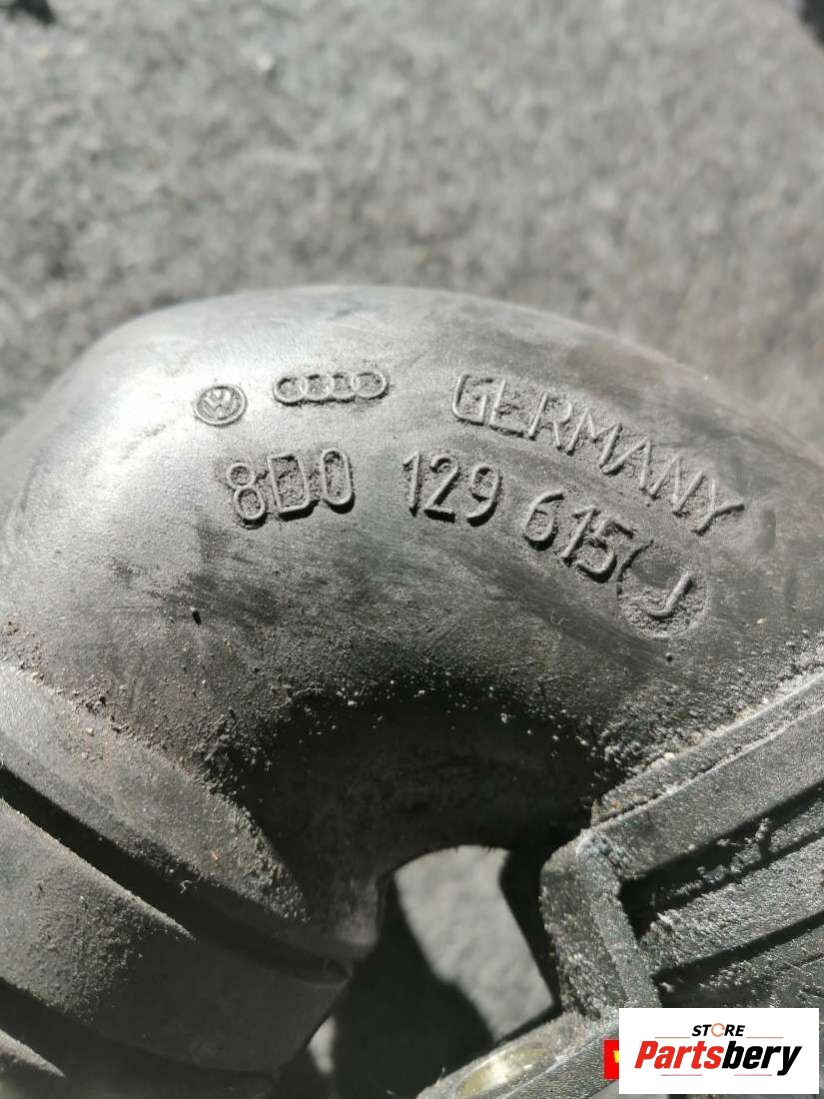 GERMANY
8D0 129 615 J
STORE
Partsbery